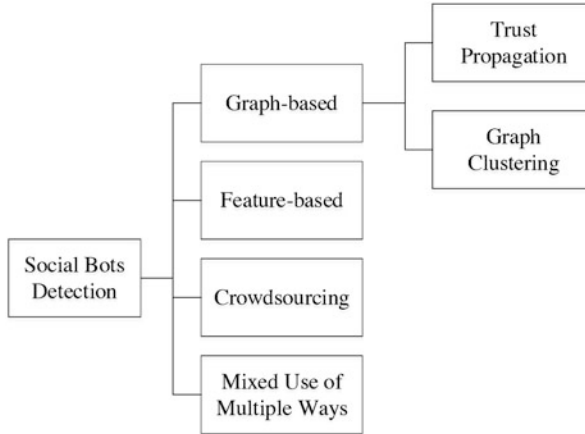 Trust
Propagation
Graph-based
Graph
Clustering
Feature-based
Social Bots
Detection
Crowdsourcing
Mixed Use of
Multiple Ways